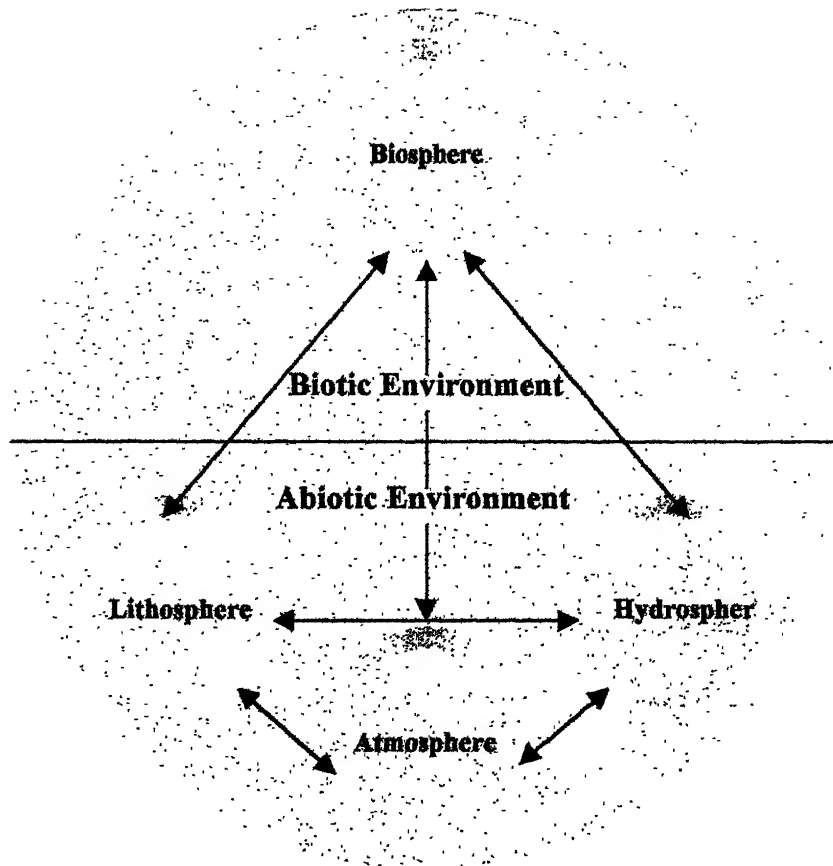 Biosphere
Biotic Environment
Abiotic Environment
Lithosphere Hydrospher
Atmosphere